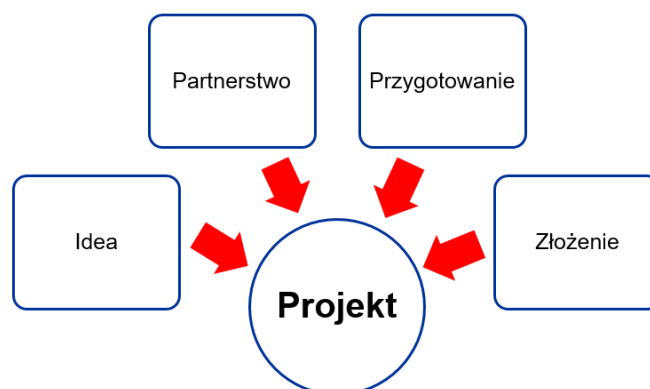 Partnerstwo
Przygotowanie
Idea
Złożenie
Projekt